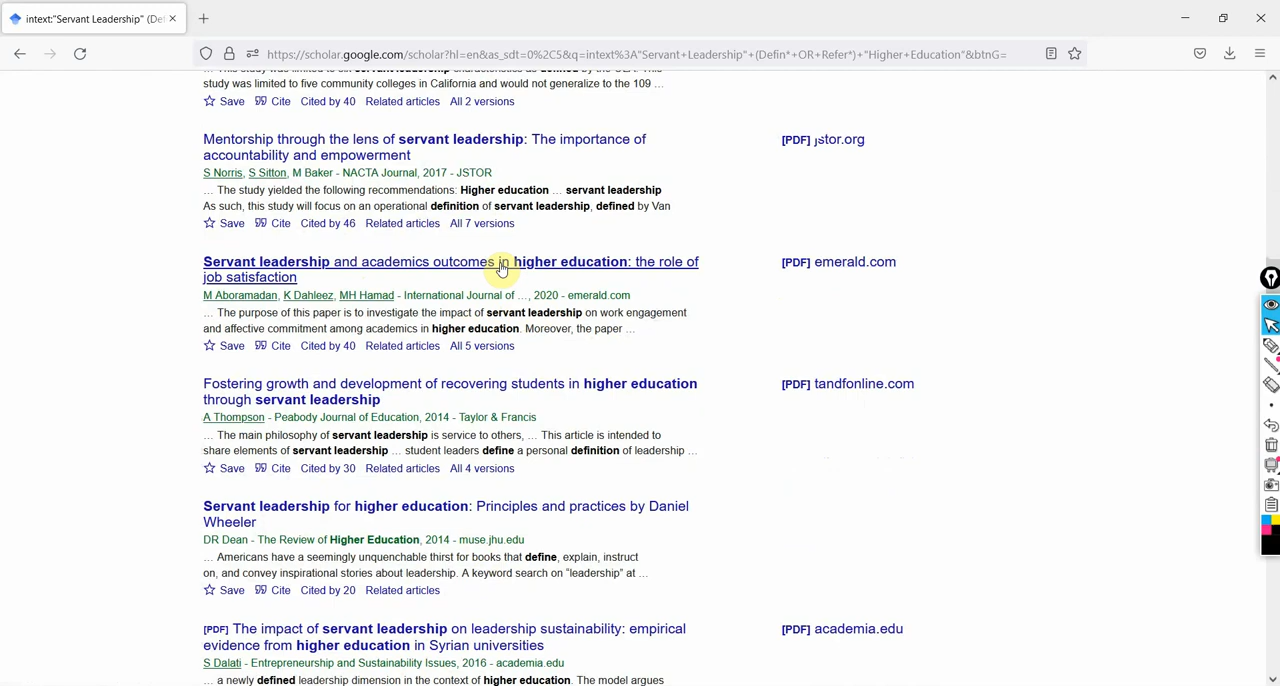 intext:"Servant Leadership" (De
https://scholar.google.com/scholar?hl=en&as_sdt=0%2C5&q=intext%3A"Servant+Leadership"+(Defin*+OR+Refer*)+"Higher+Education"&btnG=
study was limited to five community colleges in California and would not generalize to the 109 ...
Save Cite Cited by 40 Related articles All 2 versions
Mentorship through the lens of servant leadership: The importance of [PDF] jstor.org
accountability and empowerment
S Norris, S Sitton, M Baker - NACTA Journal, 2017 - JSTOR
... The study yielded the following recommendations: Higher education ... servant leadership
As such, this study will focus on an operational definition of servant leadership, defined by Van
Save Cite Cited by 46 Related articles All 7 versions
Servant leadership and academics outcomes in higher education: the role of [PDF] emerald.com
job satisfaction
M Aboramadan, K Dahleez, MH Hamad - International Journal of ..., 2020 - emerald.com
... The purpose of this paper is to investigate the impact of servant leadership on work engagement
and affective commitment among academics in higher education. Moreover, the paper ...
Save Cite Cited by 40 Related articles All 5 versions
Fostering growth and development of recovering students in higher education [PDF] tandfonline.com
through servant leadership
A Thompson - Peabody Journal of Education, 2014 - Taylor & Francis
... The main philosophy of servant leadership is service to others, ... This article is intended to
share elements of servant leadership ... student leaders define a personal definition of leadership ...
Save Cite Cited by 30 Related articles All 4 versions
Servant leadership for higher education: Principles and practices by Daniel
Wheeler
DR Dean - The Review of Higher Education, 2014 - muse.jhu.edu
... Americans have a seemingly unquenchable thirst for books that define, explain, instruct
on, and convey inspirational stories about leadership. A keyword search on "leadership" at ...
Save Cite Cited by 20 Related articles
[PDF] The impact of servant leadership on leadership sustainability: empirical [PDF] academia.edu
evidence from higher education in Syrian universities
S Dalati - Entrepreneurship and Sustainability Issues, 2016 - academia.edu
... a newly defined leadership dimension in the context of higher education. The model argues